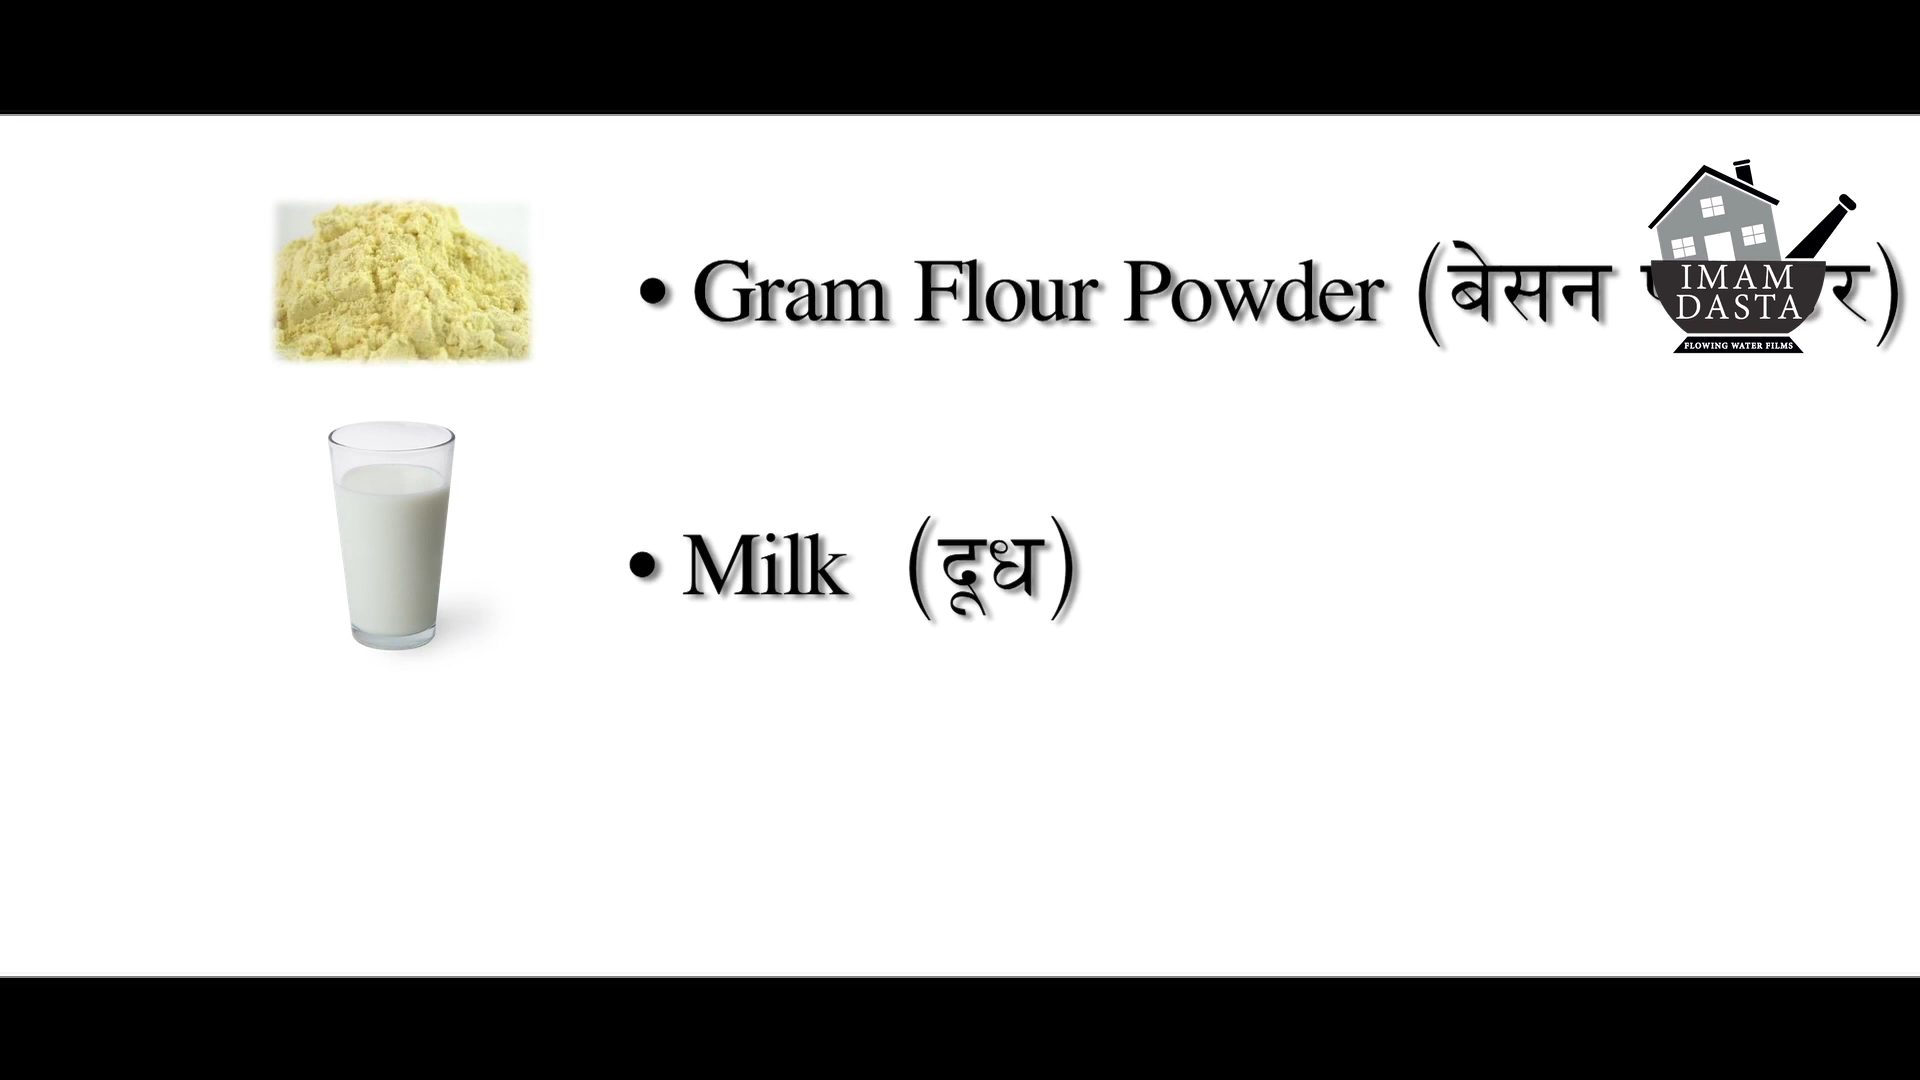 • Gram Flour Powder (बेसन
IMAM
DASTA
FLOWING WATER FILMS
• Milk (दूध)